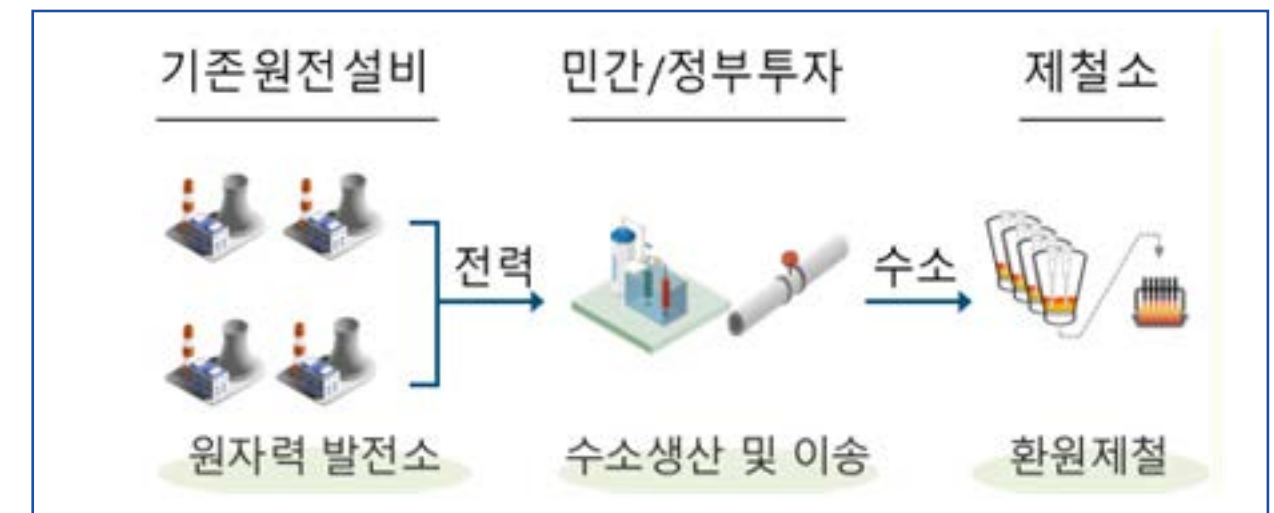 기존원전설비
민간/정부투자
제철소
전력
수소
원자력 발전소
수소생산 및 이송
환원제철